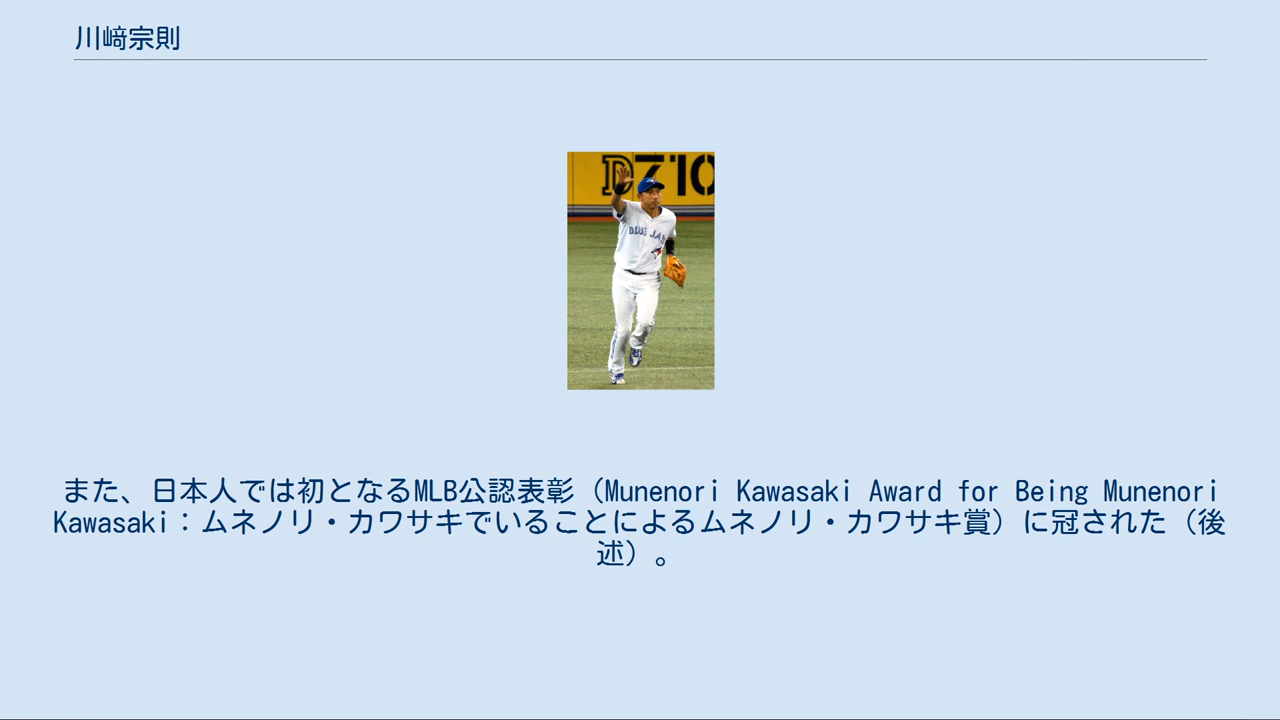 川﨑宗則
BLUE JA
また、日本人では初となるMLB公認表彰（Munenori Kawasaki Award for Being Munenori
Kawasaki：ムネノリ・カワサキでいることによるムネノリ・カワサキ賞）に冠された（後
述）。